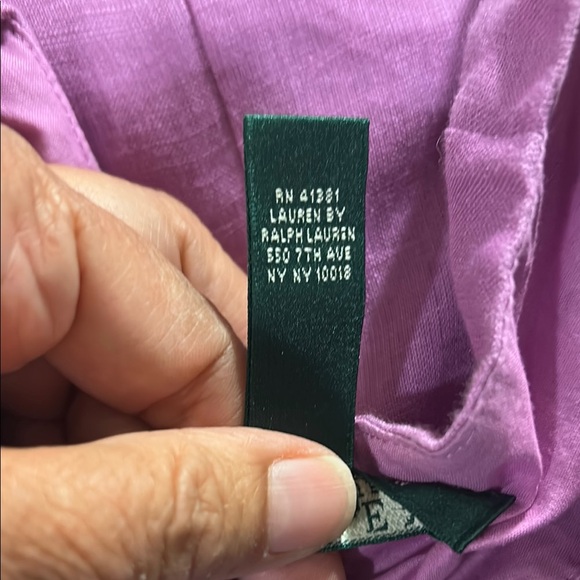 RN 41381
LAUREN BY
RALPH LAUREN
550 7TH AVE
NY NY 10018